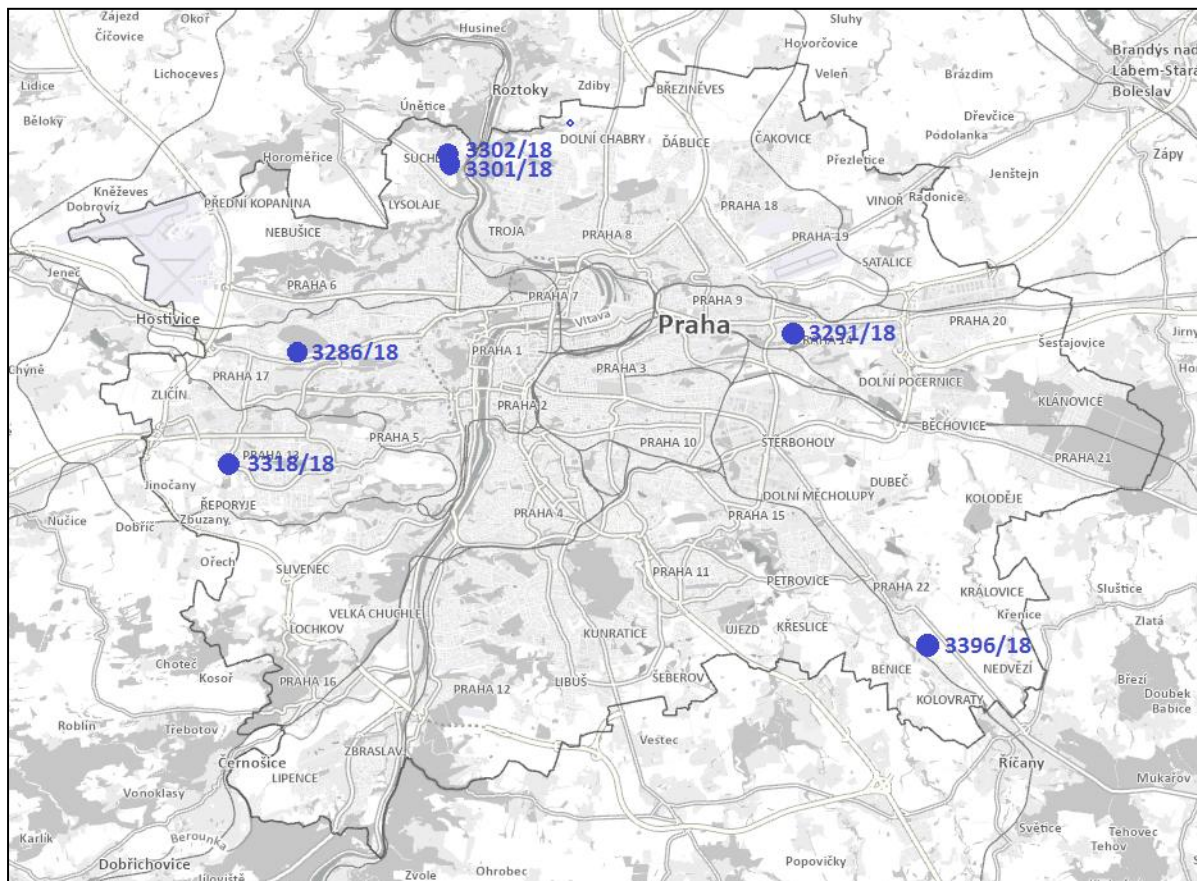 Zájezd
Okoř
Číčovice
Husinec
Sluhy
Hovorčovice
Brandýs nad
Labem-Stará
Boleslav
Lichoceves
Lidice
Běloky
Roztoky
Zdiby
BŘEZINĚVES
Veleň
Brázdim
Únětice
DOLNÍ CHABRY
ĎÁBLICE
ČAKOVICE
Dřevčice
Podolanka
Horoměřice
3302/18
3301/18
Přezletice
Zápy
Jenštejn
Kněževes
Dobrovíz
PŘEDNÍ KOPANINA
LYSOLAJE
PRAHA 18
VINOŘ
Radonice
NEBUŠICE
TROJA
PRAHA 8
PRAHA 19
SATALICE
Jeneč
PRAHA 6
PRAHA 7
PRAHA 9
Hostivice
Vltava
Praha
PRAHA 20
3291/18
Jirny
Šestajovice
3286/18
PRAHA 1
Chýně
PRAHA 17
PRAHA 3
DOLNÍ POČERNICE
ZLIČÍN
PRAHA 2
KLÁNOVICE
PRAHA 5
PRAHA 10
ŠTĚRBOHOLY
BĚCHOVICE
PRAHA 13
3318/18
PRAHA 21
Jinočany
DUBEČ
DOLNÍ MĚCHOLUPY
KOLODĚJE
ŘEPORYJE
Zbuzany
Nučice
Dobříč
PRAHA 4
PRAHA 15
Ořech
SLIVENEC
PRAHA 11
PETROVICE
PRAHA 22
KRÁLOVICE
Sluštice
Křenice
Zlatá
VELKÁ CHUCHLE
LOCHKOV
KUNRATICE
ÚJEZD
KŘESLICE
3396/18
Choteč
Kosoř
PRAHA 16
PRAHA 12
LIBUŠ
ŠEBEROV
BENICE
NEDVĚZÍ
Březí
Doubek
Babice
KOLOVRATY
Roblín
Třebotov
Vestec
ZBRASLAV
Černošice
LIPENCE
Říčany
Mukařov
Vonoklasy
Karlík
Berounka
Světice
Tehovec
Tehov
Dobřichovice
Jíloviště
Zvole
Ohrobec
Popovičky